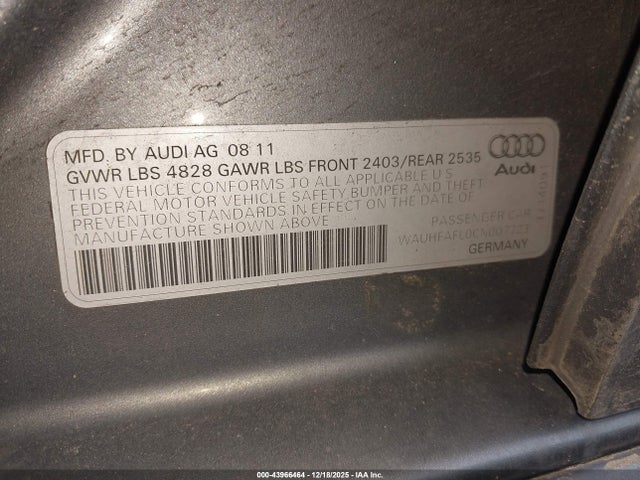 MFD. BY AUDI AG 08 11
GVWR LBS 4828 GAWR LBS FRONT 2403/REAR 2535
THIS VEHICLE CONFORMS TO ALL APPLICABLE U S
FEDERAL MOTOR VEHICLE SAFETY BUMPER AND THEFT
PREVENTION STANDARDS IN EFFECT ON THE DATE OF
MANUFACTURE SHOWN ABOVE
Audi
PASSENGER CAR
WAUHFAFL0CN007723
GERMANY
000-43966464 - 12/18/2025 - IAA Inc.